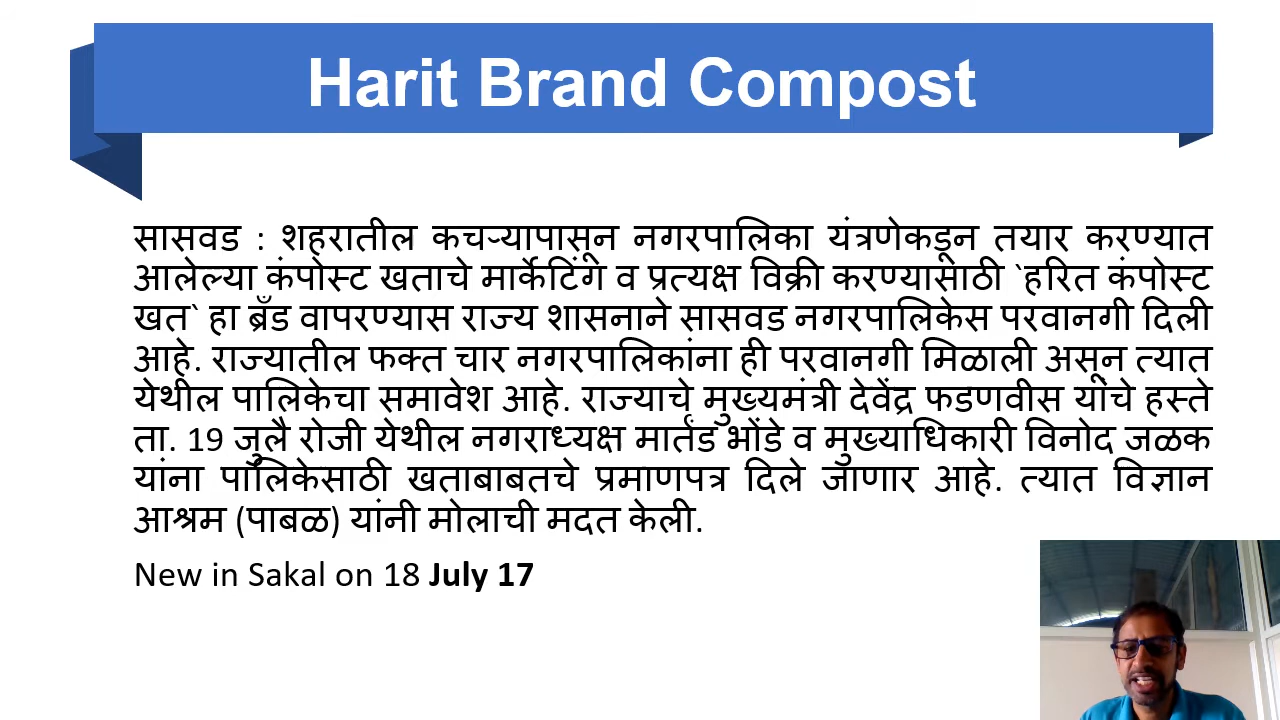 Harit Brand Compost
सासवड : शहरातील कचऱ्यापासून नगरपालिका यंत्रणेकडून तयार करण्यात
आलेल्या कंपोस्ट खताचे मार्केटिंग व प्रत्यक्ष विक्री करण्यासाठी `हरित कंपोस्ट
खत` हा ब्रँड वापरण्यास राज्य शासनाने सासवड नगरपालिकेस परवानगी दिली
आहे. राज्यातील फक्त चार नगरपालिकांना ही परवानगी मिळाली असून त्यात
येथील पालिकेचा समावेश आहे. राज्याचे मुख्यमंत्री देवेंद्र फडणवीस यांचे हस्ते
ता. 19 जुलै रोजी येथील नगराध्यक्ष मार्तंड भोंडे व मुख्याधिकारी विनोद जळक
यांना पालिकेसाठी खताबाबतचे प्रमाणपत्र दिले जाणार आहे. त्यात विज्ञान
आश्रम (पाबळ) यांनी मोलाची मदत केली.
New in Sakal on 18 July 17